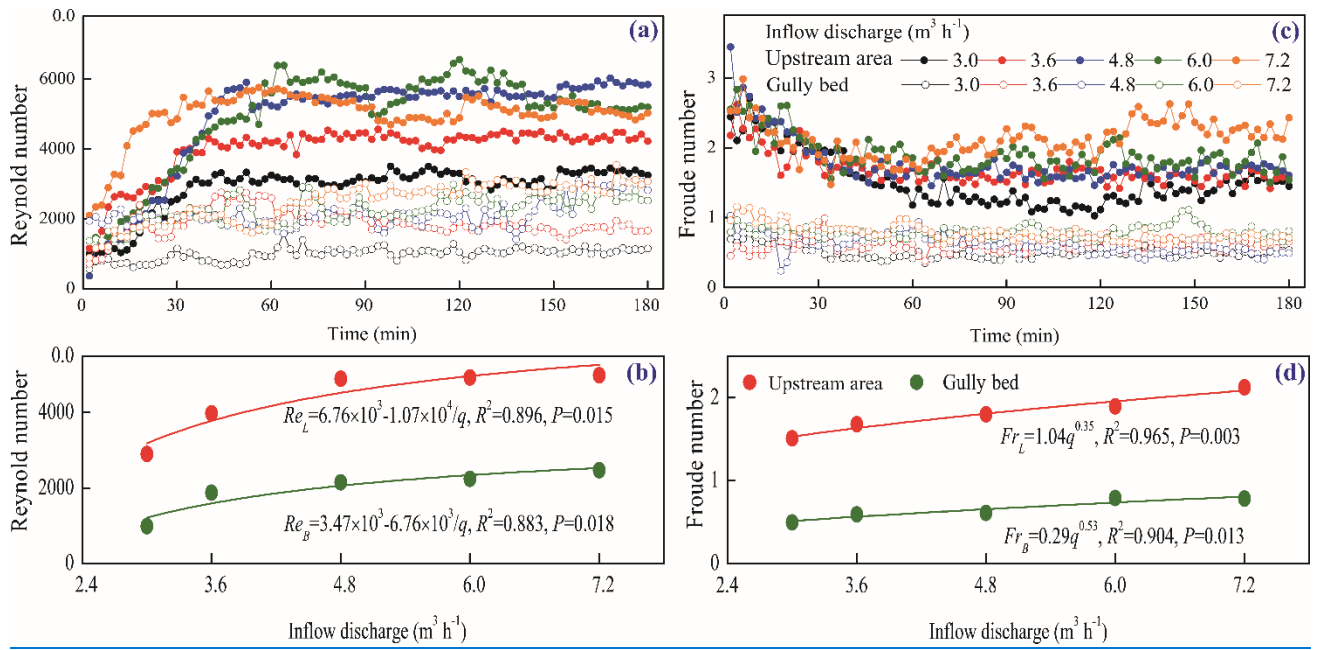 (a)
Reynold number
0.0
6000
4000
2000
0
0 30 60 90 120 150 180
Time (min)
(c)
Inflow discharge (m³ h⁻¹)
Upstream area 3.0 3.6 4.8 6.0 7.2
Gully bed 3.0 3.6 4.8 6.0 7.2
Froude number
3
2
1
0
0 30 60 90 120 150 180
Time (min)
(b)
Reynold number
0.0
4000
2000
0
Re_L=6.76×10³-1.07×10⁴/q, R²=0.896, P=0.015
Re_B=3.47×10³-6.76×10³/q, R²=0.883, P=0.018
2.4 3.6 4.8 6.0 7.2
Inflow discharge (m³ h⁻¹)
(d)
Upstream area Gully bed
Froude number
2
1
0
Fr_L=1.04q^0.35, R²=0.965, P=0.003
Fr_B=0.29q^0.53, R²=0.904, P=0.013
2.4 3.6 4.8 6.0 7.2
Inflow discharge (m³ h⁻¹)